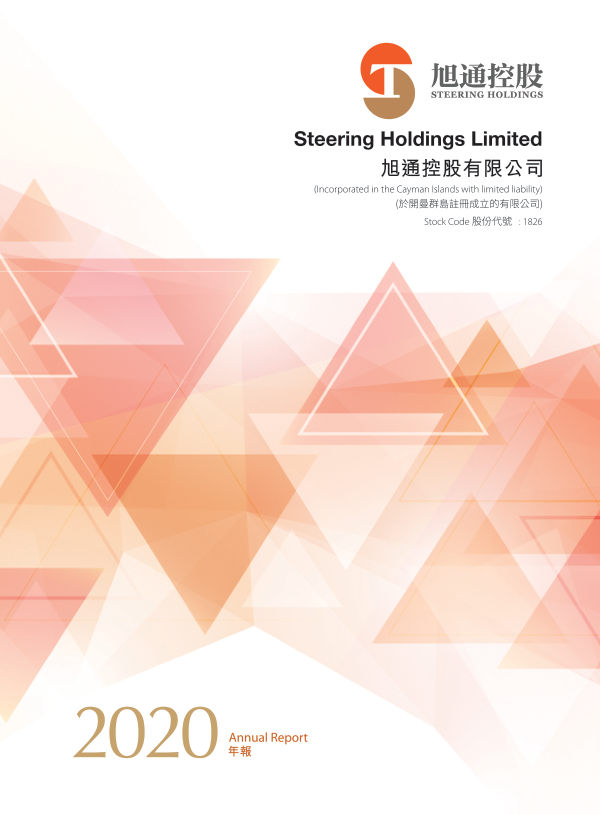 T
旭通控股
STEERING HOLDINGS
Steering Holdings Limited
旭通控股有限公司
(Incorporated in the Cayman Islands with limited liability)
(於開曼群島註冊成立的有限公司)
Stock Code 股份代號 : 1826
2020 Annual Report
年報